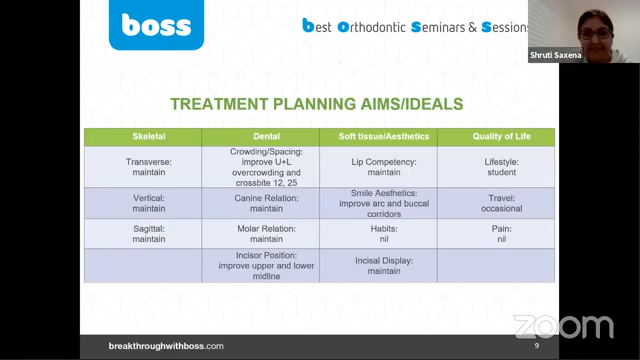 boss
best orthodontic seminars & sessions
Shruti Saxena
TREATMENT PLANNING AIMS/IDEALS
Skeletal
Dental
Soft tissue/Aesthetics
Quality of Life
Transverse:
maintain
Crowding/Spacing:
improve U+L
overcrowding and
crossbite 12, 25
Lip Competency:
maintain
Lifestyle:
student
Vertical:
maintain
Canine Relation:
maintain
Smile Aesthetics:
improve arc and buccal
corridors
Travel:
occasional
Sagittal:
maintain
Molar Relation:
maintain
Habits:
nil
Pain:
nil
Incisor Position:
improve upper and lower
midline
Incisal Display:
maintain
breakthroughwithboss.com
9
zoom